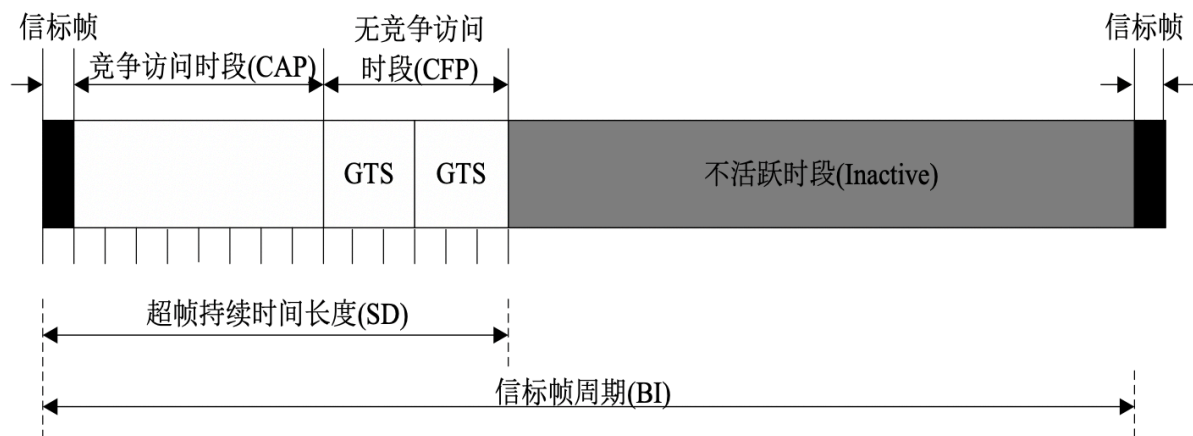 信标帧
无竞争访问
时段(CFP)
竞争访问时段(CAP)
信标帧
GTS
GTS
不活跃时段(Inactive)
超帧持续时间长度(SD)
信标帧周期(BI)